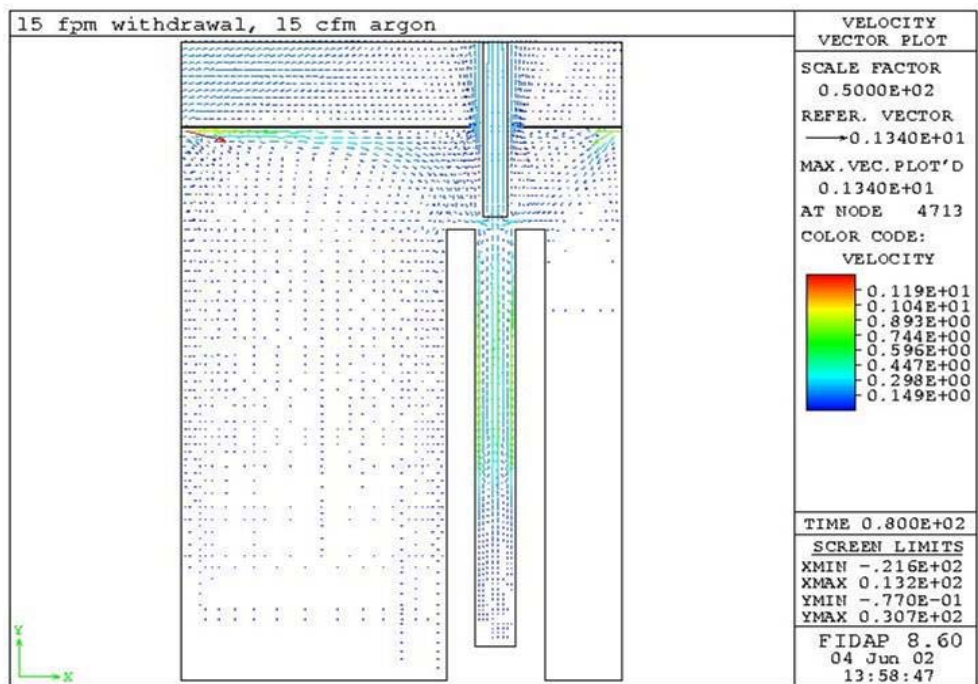 15 fpm withdrawal, 15 cfm argon
VELOCITY
VECTOR PLOT
SCALE FACTOR
0.5000E+02
REFER. VECTOR
0.1340E+01
MAX.VEC.PLOT'D
0.1340E+01
AT NODE 4713
COLOR CODE:
VELOCITY
0.119E+01
0.104E+01
0.893E+00
0.744E+00
0.596E+00
0.447E+00
0.298E+00
0.149E+00
TIME 0.800E+02
SCREEN LIMITS
XMIN -.216E+02
XMAX 0.132E+02
YMIN -.770E-01
YMAX 0.307E+02
FIDAP 8.60
04 Jun 02
13:58:47
Y
X